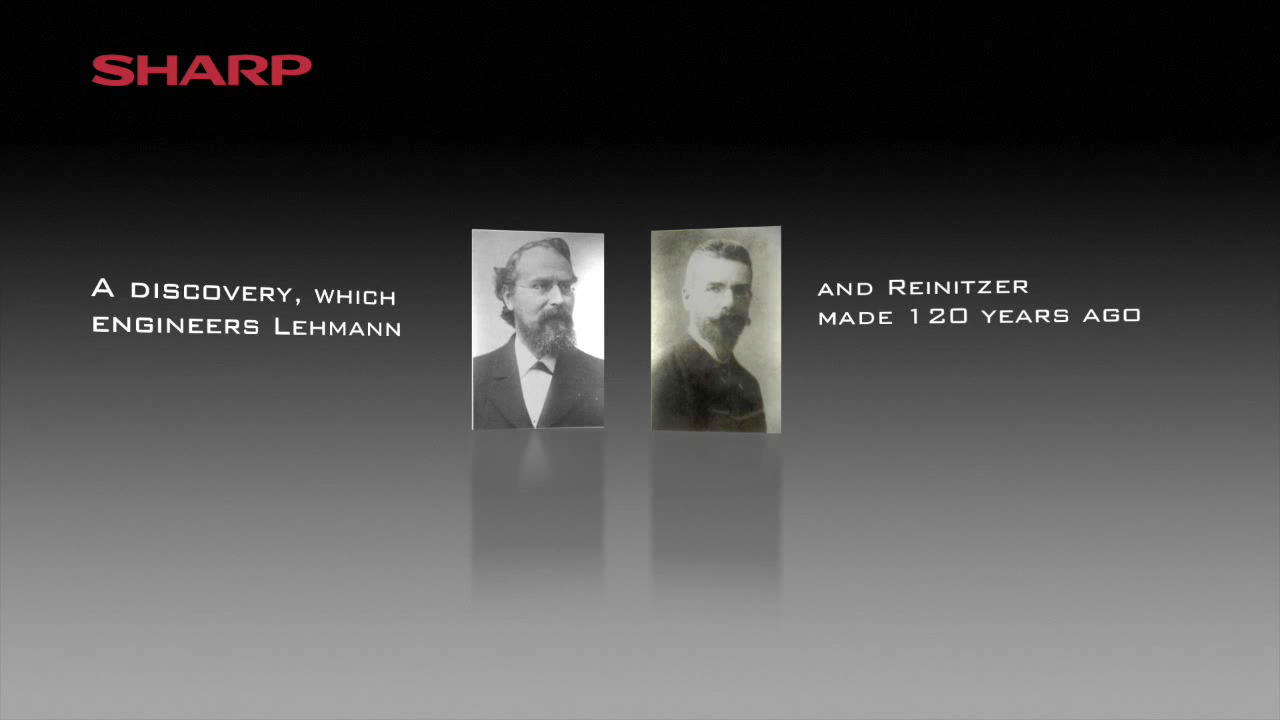 SHARP
A discovery, which
engineers Lehmann
and Reinitzer
made 120 years ago